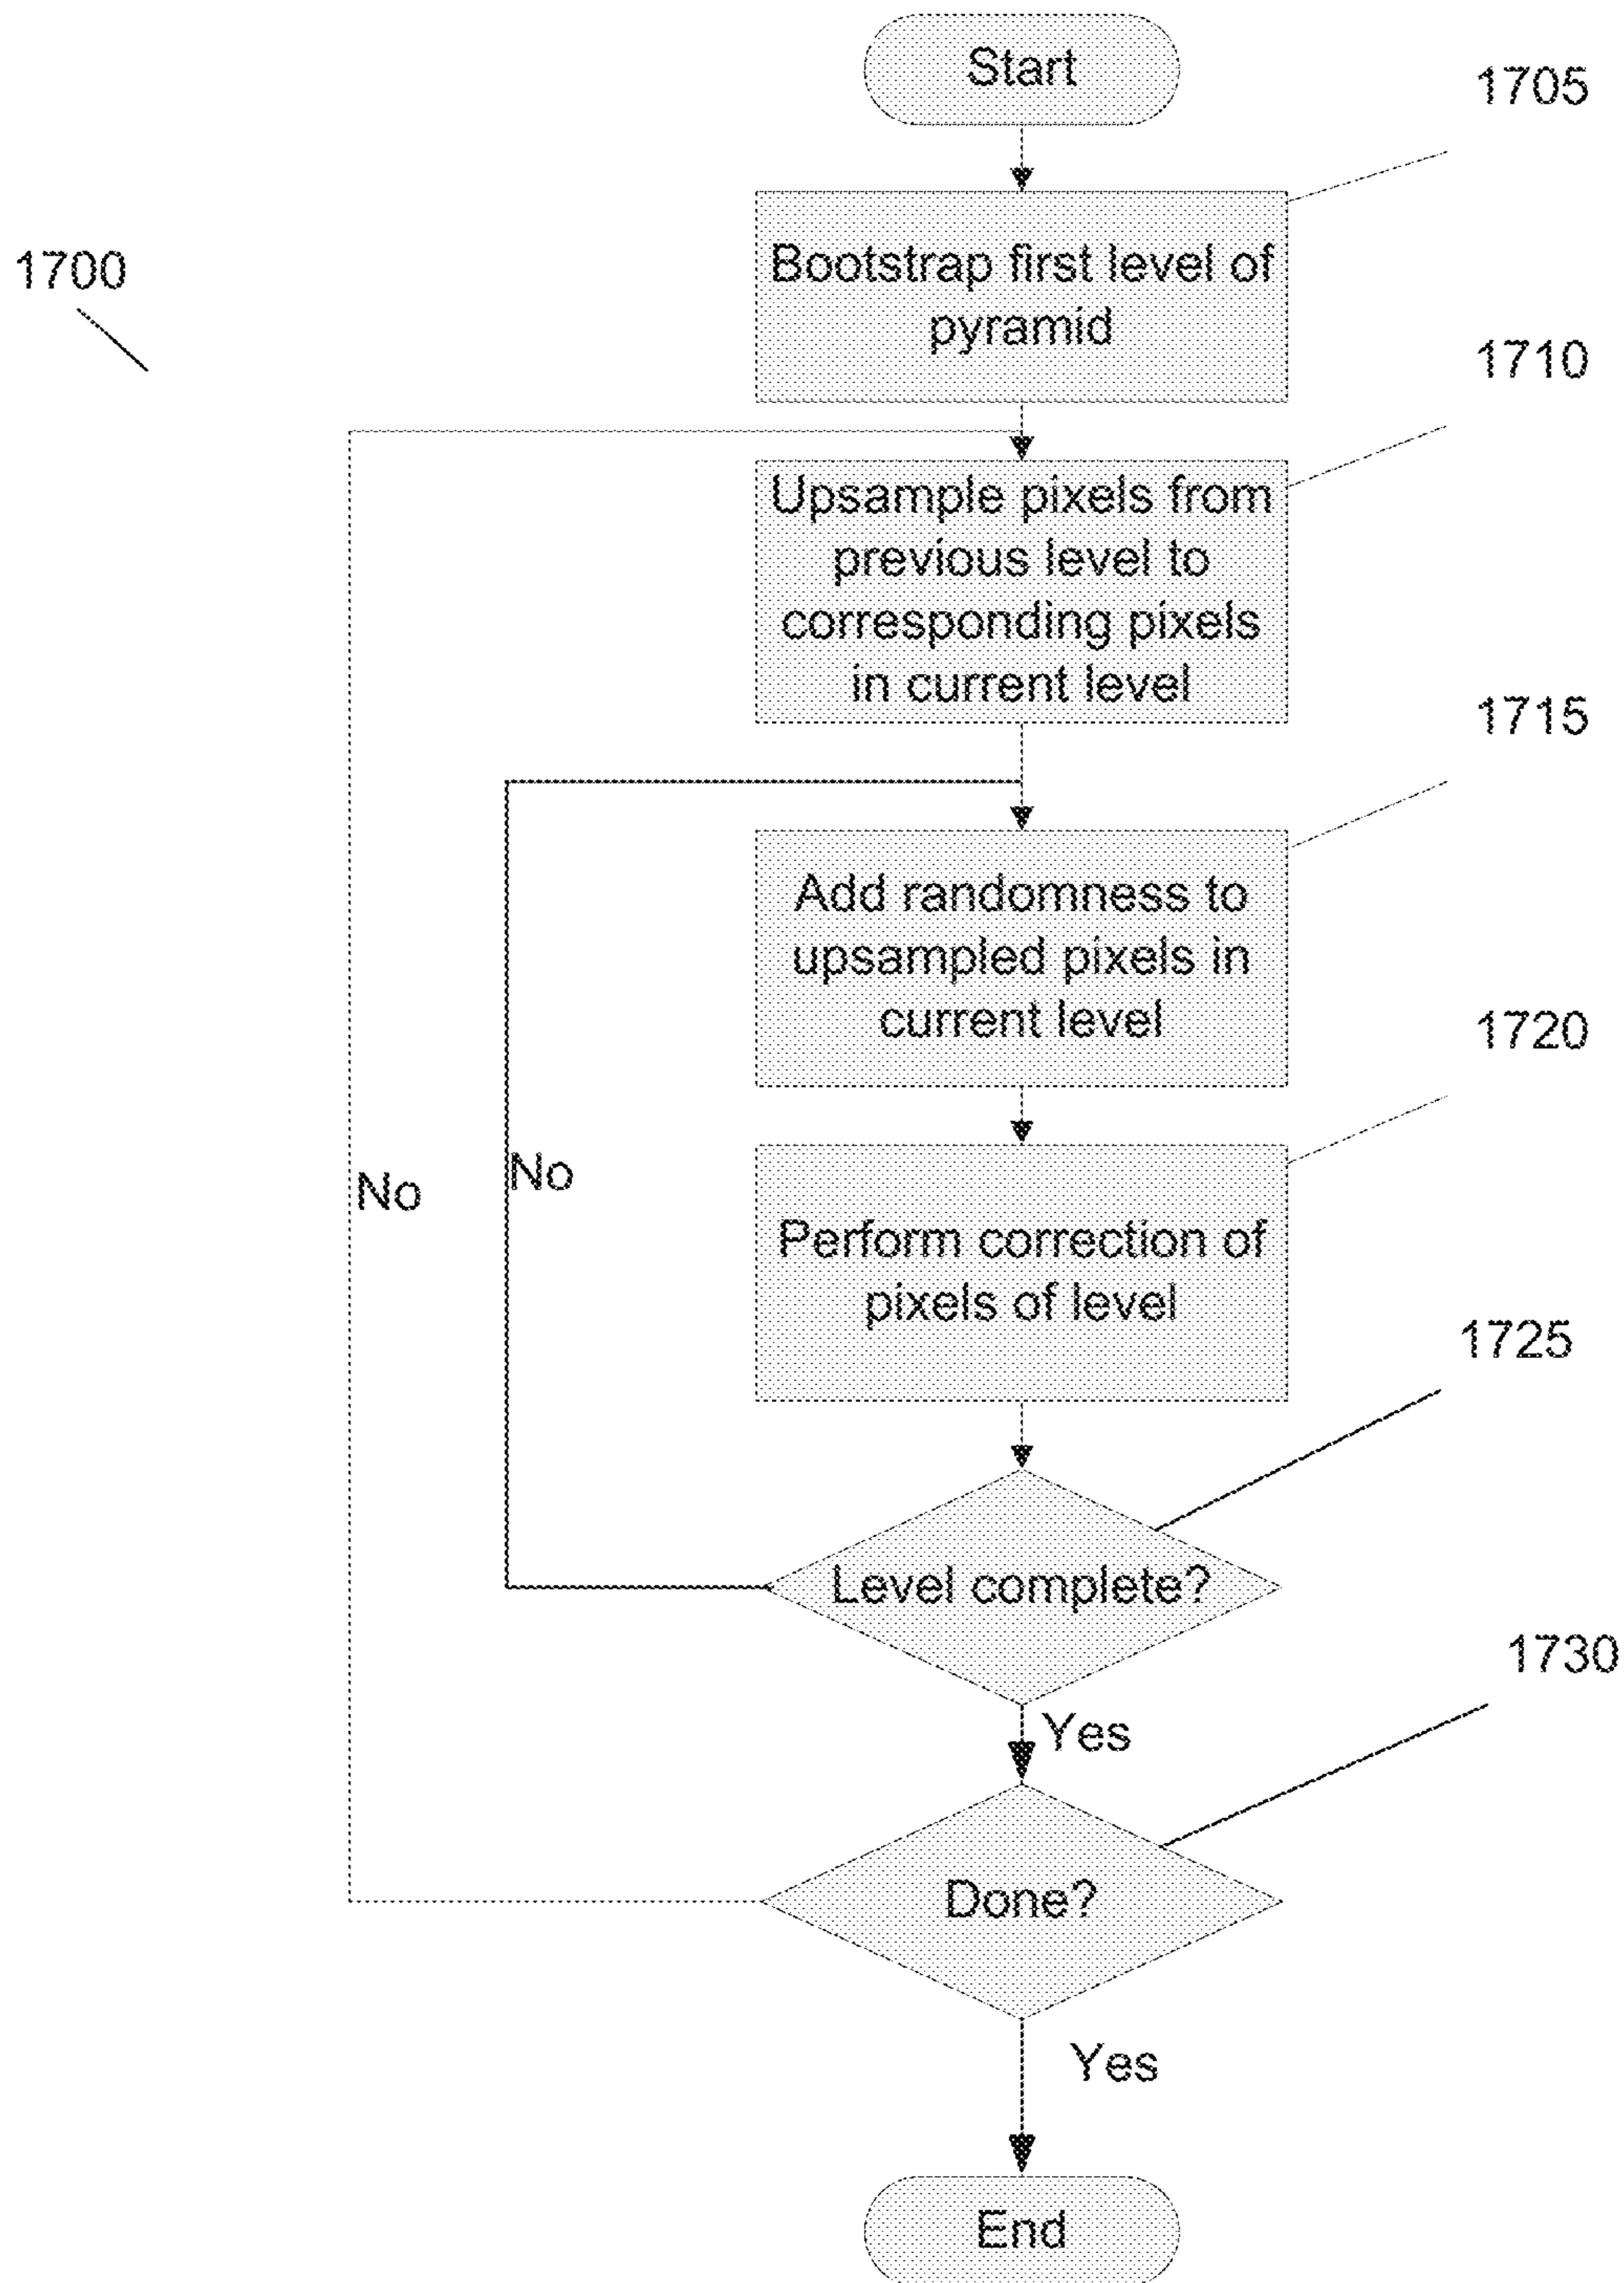 Start
1705
1700
Bootstrap first level of
pyramid
1710
Upsample pixels from
previous level to
corresponding pixels
in current level
1715
Add randomness to
upsampled pixels in
current level
1720
No
No
Perform correction of
pixels of level
1725
Level complete?
1730
Yes
Done?
Yes
End